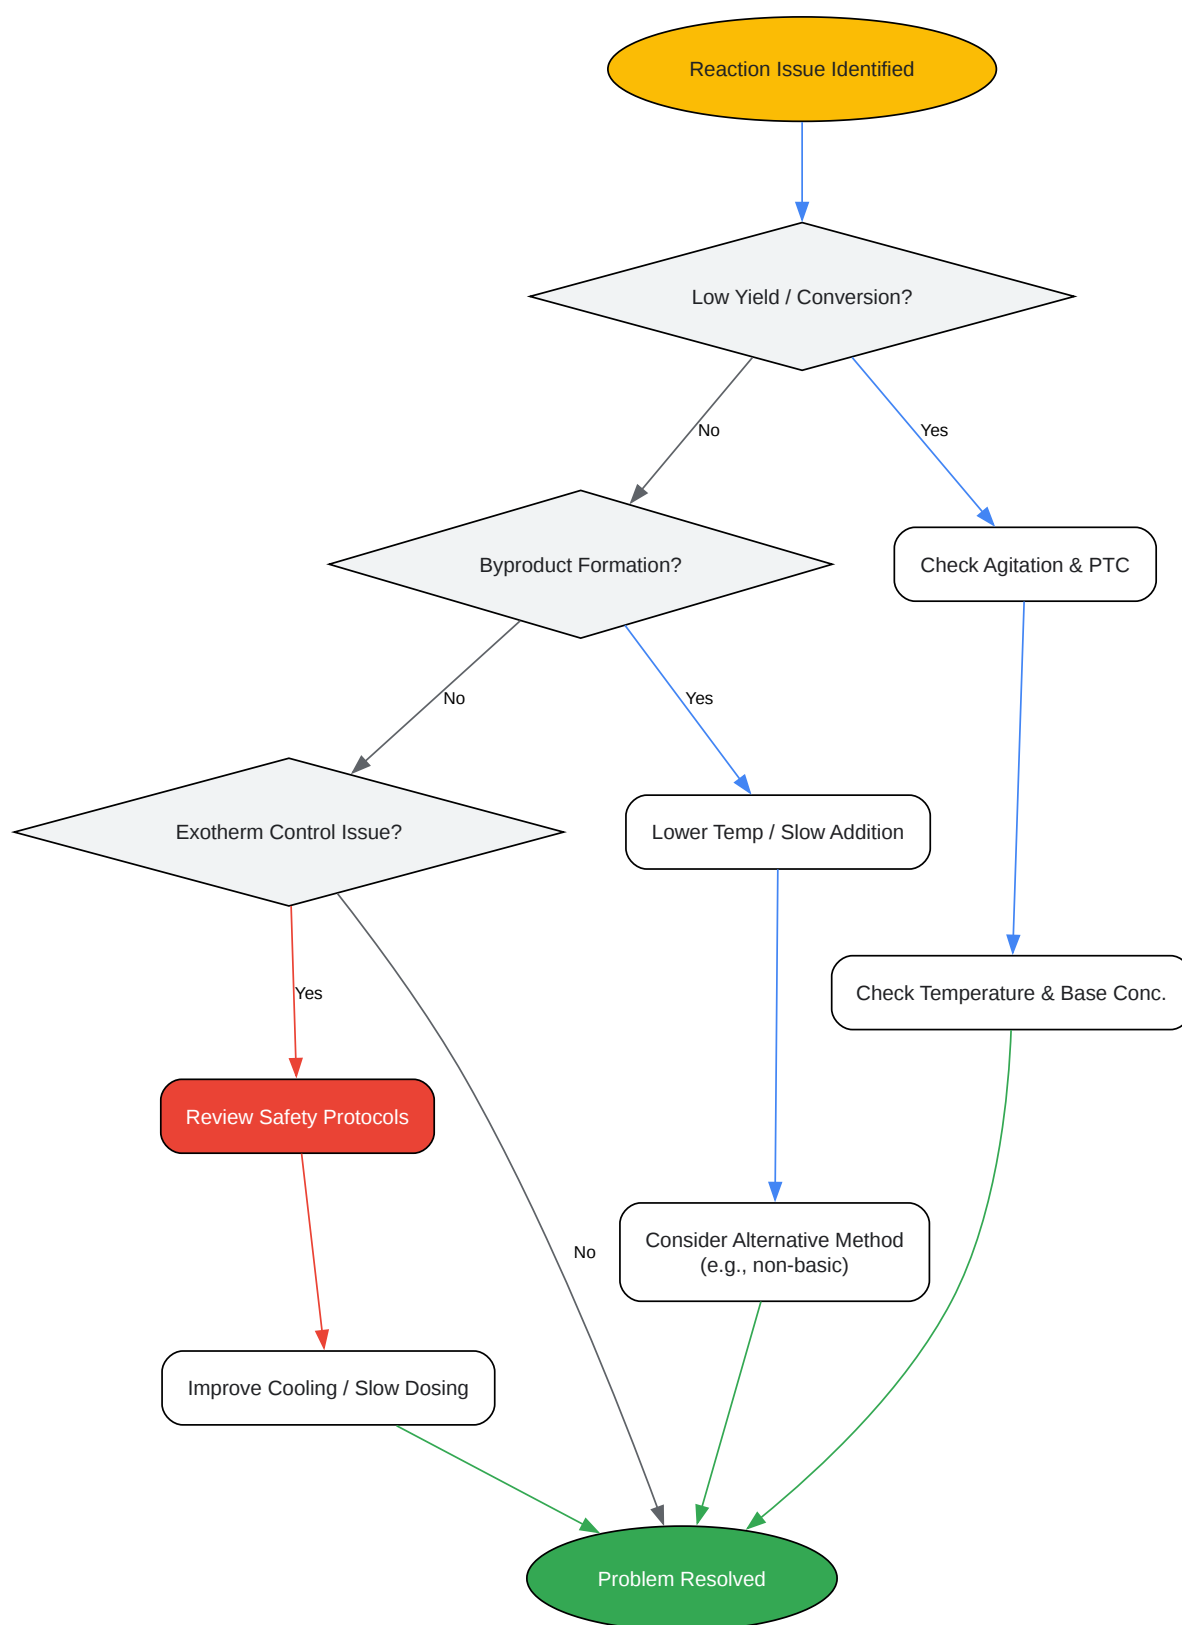 Reaction Issue Identified
Low Yield / Conversion?
No
Yes
Byproduct Formation?
Check Agitation & PTC
No
Yes
Exotherm Control Issue?
Lower Temp / Slow Addition
Yes
Check Temperature & Base Conc.
Review Safety Protocols
No
Consider Alternative Method
(e.g., non-basic)
Improve Cooling / Slow Dosing
Problem Resolved